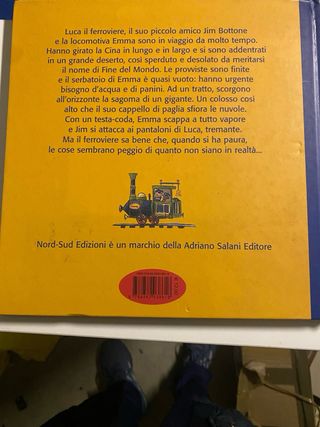 Luca il ferroviere, il suo piccolo amico Jim Bottone
e la locomotiva Emma sono in viaggio da molto tempo.
Hanno girato la Cina in lungo e in largo e si sono addentrati
in un grande deserto, così sperduto e desolato da meritarsi
il nome di Fine del Mondo. Le provviste sono finite
e il serbatoio di Emma è quasi vuoto: hanno urgente
bisogno d'acqua e di panini. Ad un tratto, scorgono
all'orizzonte la sagoma di un gigante. Un colosso così
alto che il suo cappello di paglia sfiora le nuvole.
Con un testa-coda, Emma scappa a tutto vapore
e Jim si attacca ai pantaloni di Luca, tremante.
Ma il ferroviere sa bene che, quando si ha paura,
le cose sembrano peggio di quanto non siano in realtà...
Nord-Sud Edizioni è un marchio della Adriano Salani Editore